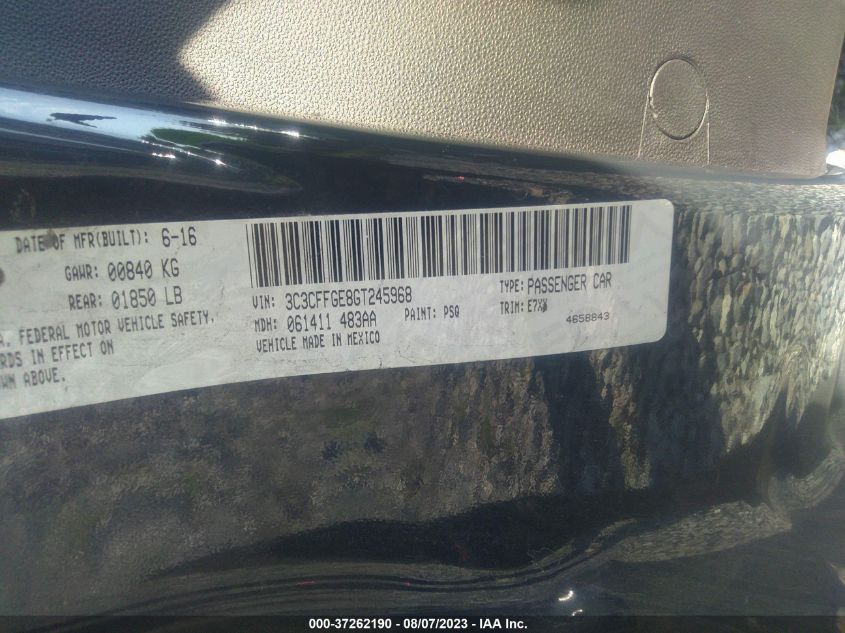 DATE OF MFR(BUILT): 6-16
GAWR: 00840 KG
REAR: 01850 LB
FEDERAL MOTOR VEHICLE SAFETY,
IN EFFECT ON
ABOVE.
VIN: 3C3CFFGE8GT245968
TYPE: PASSENGER CAR
MDH: 061411 483AA
PAINT: PSQ
TRIM:
VEHICLE MADE IN MEXICO
4658843
000-37262190 - 08/07/2023 - IAA Inc.